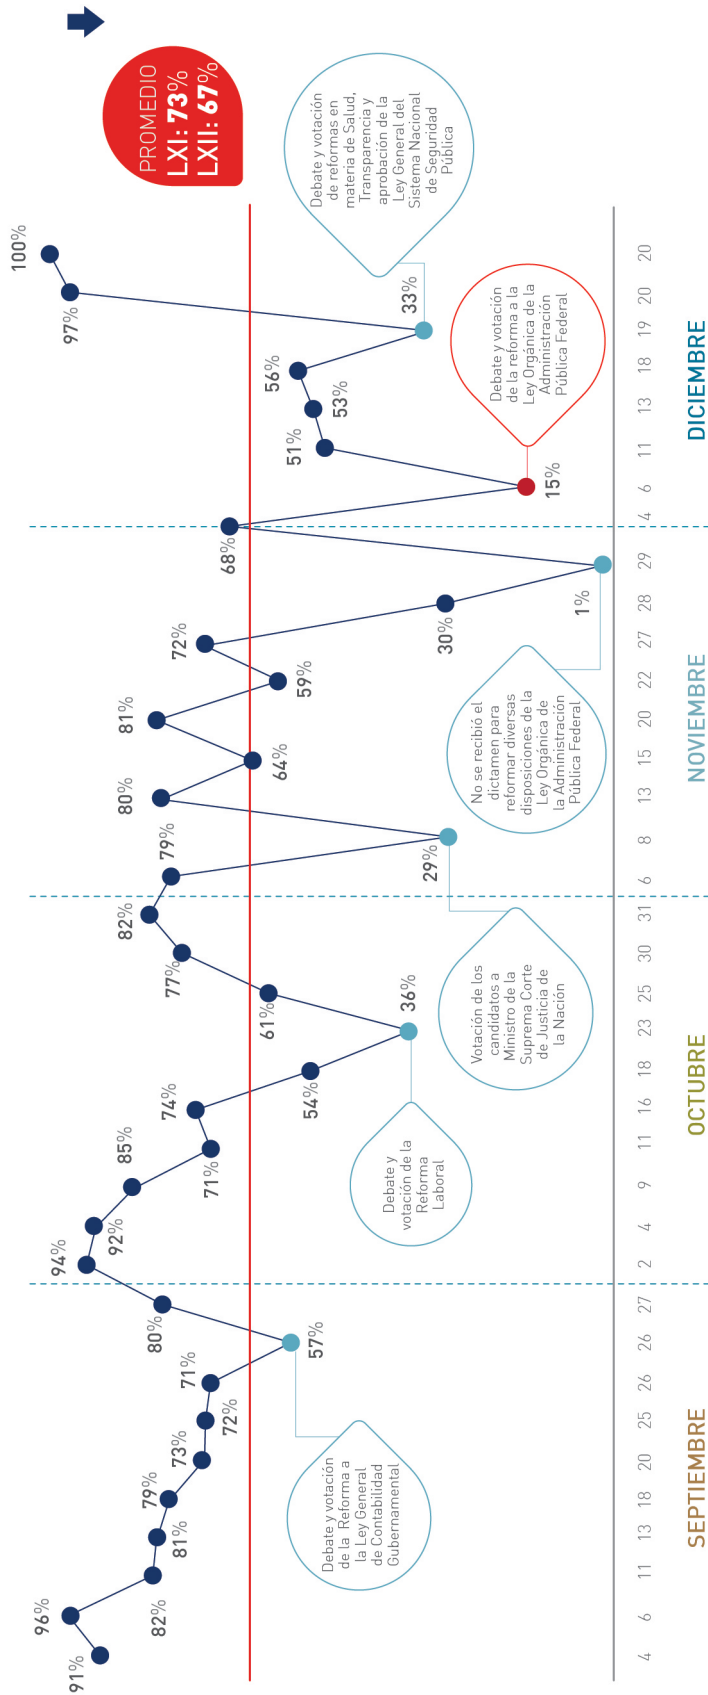 PROMEDIO
LXI: 73%
LXII: 67%
91%
96%
82%
81%
79%
73%
72%
71%
57%
80%
94%
92%
85%
71%
74%
54%
36%
61%
77%
82%
79%
29%
80%
64%
81%
59%
72%
30%
1%
68%
15%
51%
53%
56%
33%
97%
100%
Debate y votación
de la Reforma a
la Ley General
de Contabilidad
Gubernamental
Debate y
votación de la
Reforma
Laboral
Votación de los
candidatos a
Ministro de la
Suprema Corte
de Justicia de
la Nación
No se recibió el
dictamen para
reformar diversas
disposiciones de la
Ley Orgánica de
la Administración
Pública Federal
Debate y votación
de la reforma a la
Ley Orgánica de la
Administración
Pública Federal
Debate y votación
de reformas en
materia de Salud,
Transparencia y
aprobación de la
Ley General del
Sistema Nacional
de Seguridad
Pública
4 6 11 13 18 20 25 26 26 27 2 4 9 11 16 18 23 25 30 31 6 8 13 15 20 22 27 28 29 4 6 11 13 18 19 20 20
SEPTIEMBRE OCTUBRE NOVIEMBRE DICIEMBRE